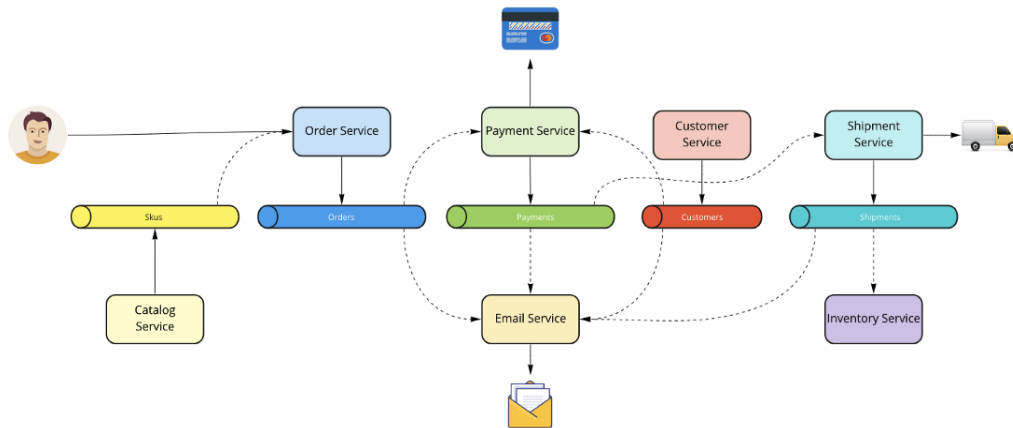 Order Service
Payment Service
Customer
Service
Shipment
Service
Skus
Orders
Payments
Customers
Shipments
Catalog
Service
Email Service
Inventory Service